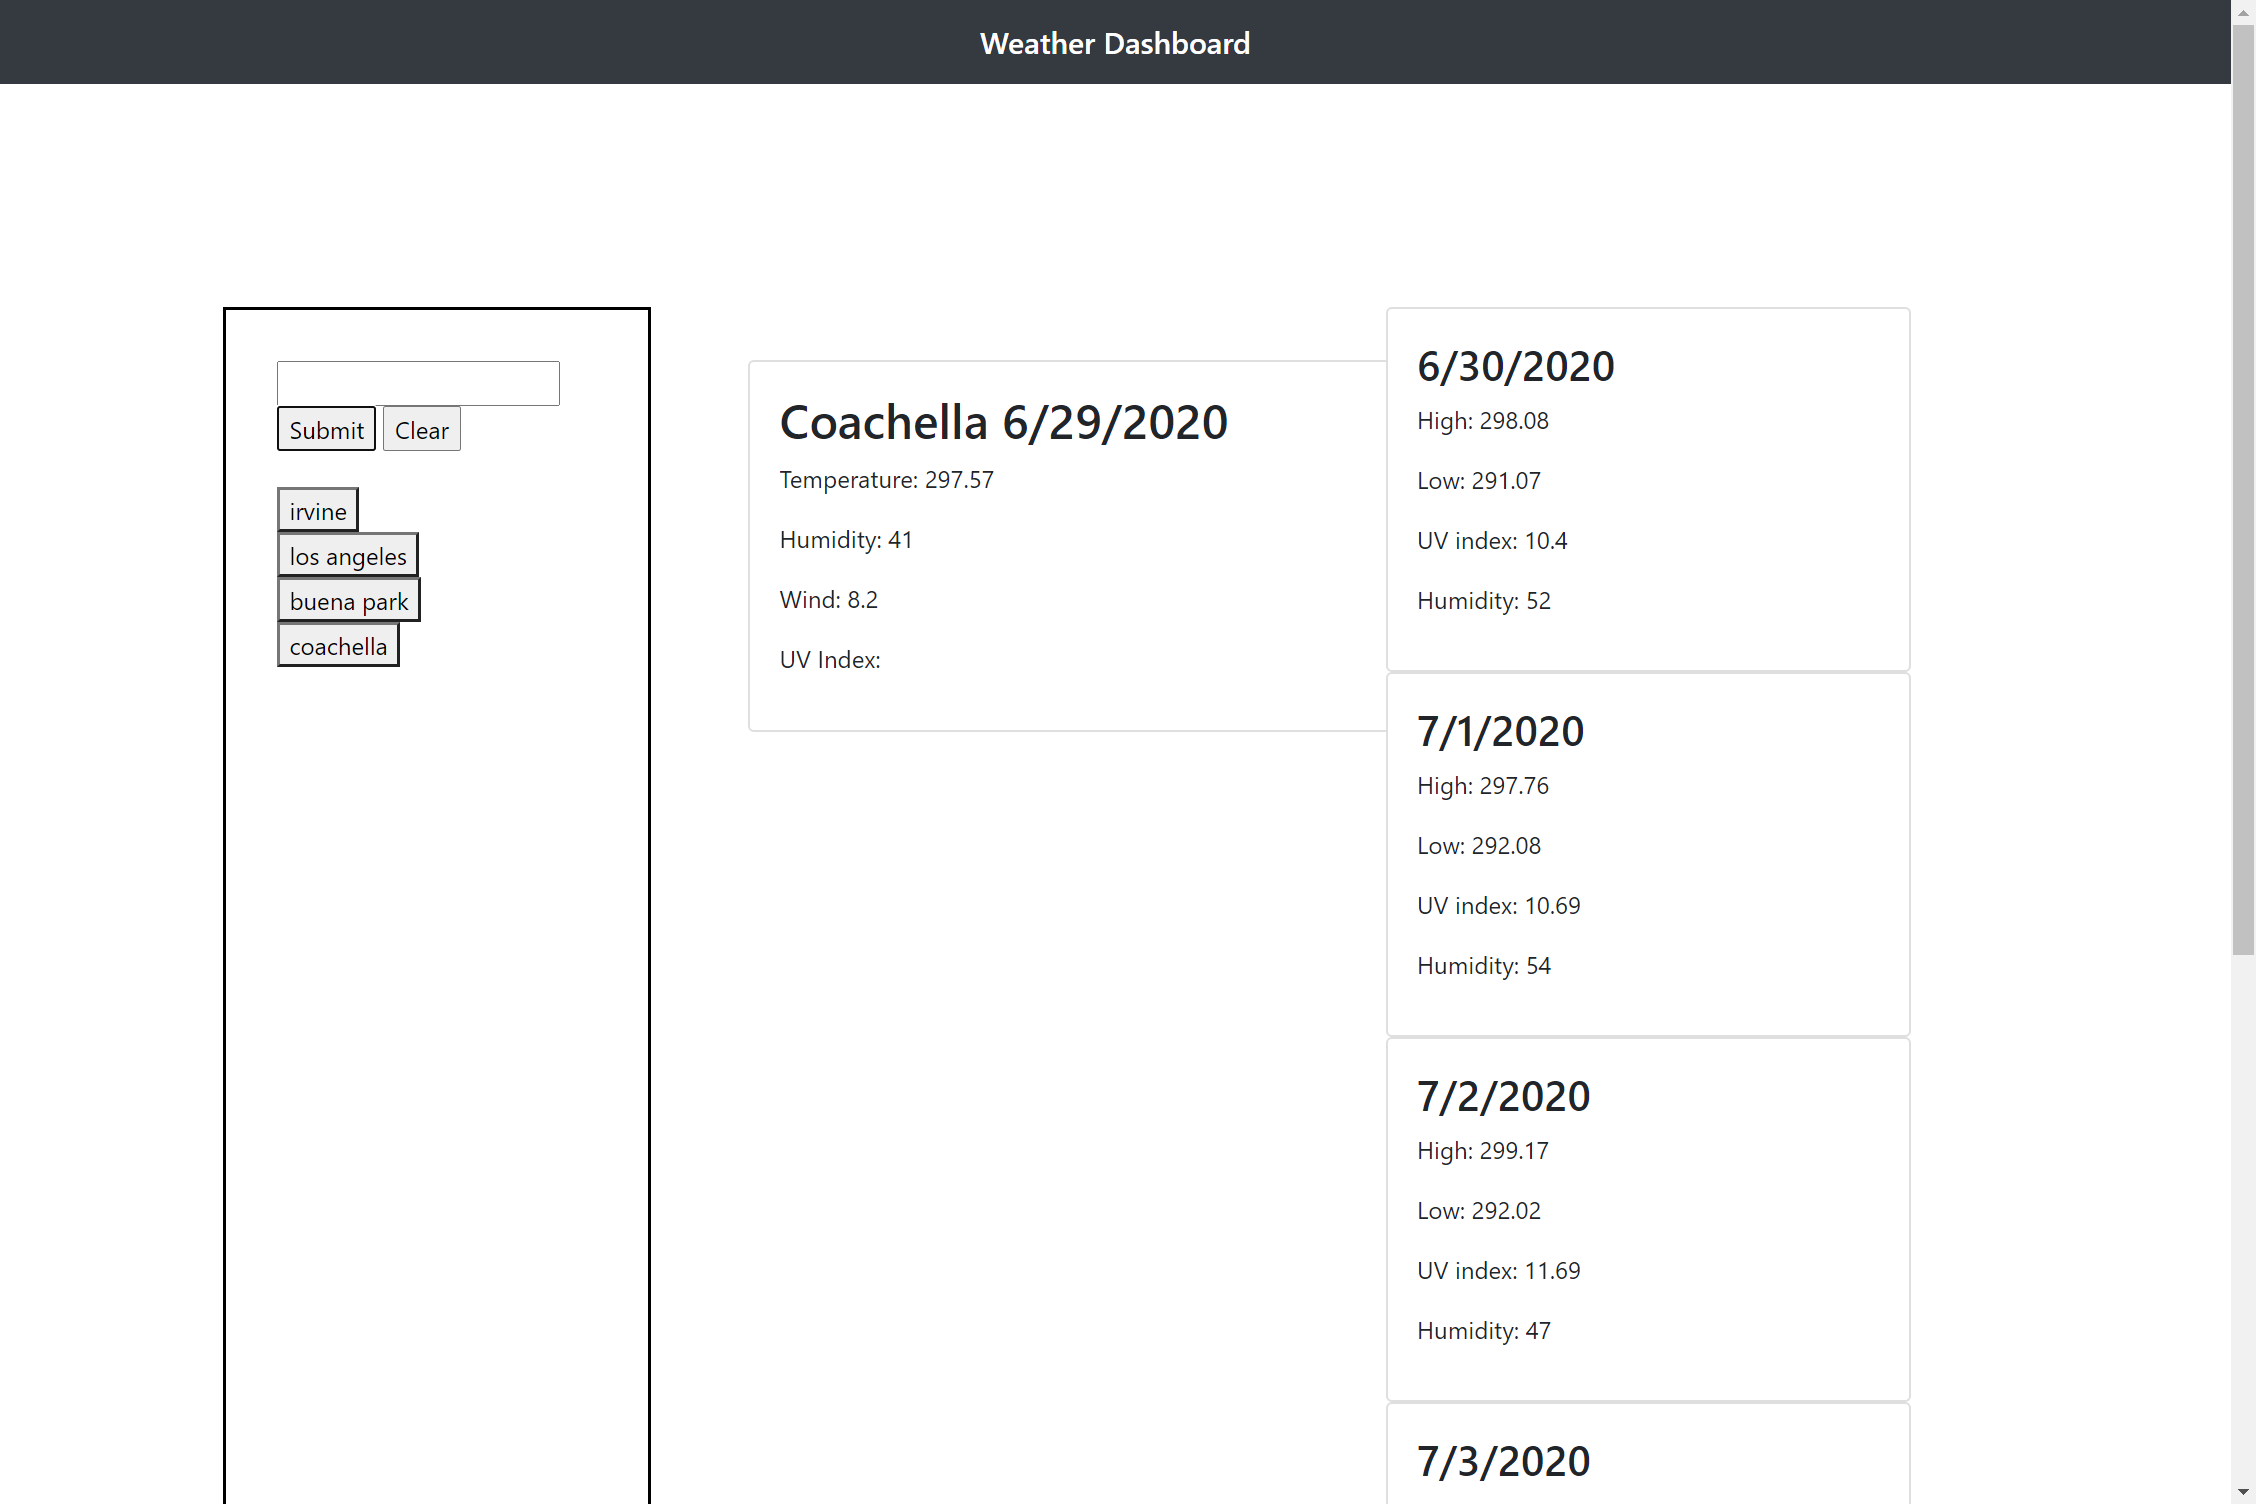 Weather Dashboard
Submit Clear
irvine
los angeles
buena park
coachella
Coachella 6/29/2020
Temperature: 297.57
Humidity: 41
Wind: 8.2
UV Index:
6/30/2020
High: 298.08
Low: 291.07
UV index: 10.4
Humidity: 52
7/1/2020
High: 297.76
Low: 292.08
UV index: 10.69
Humidity: 54
7/2/2020
High: 299.17
Low: 292.02
UV index: 11.69
Humidity: 47
7/3/2020